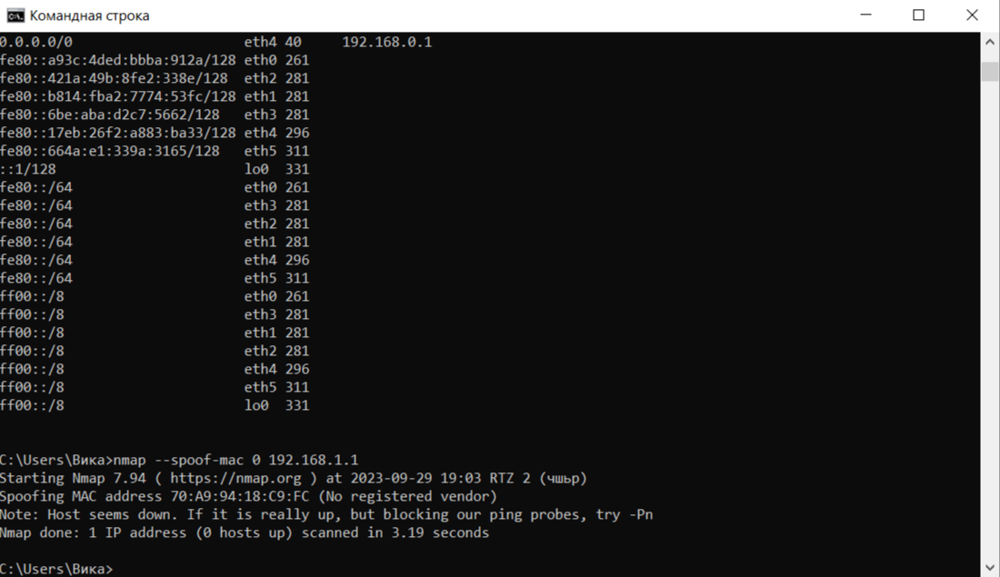 Командная строка
0.0.0.0/0 eth4 40 192.168.0.1
fe80::a93c:4ded:bbba:912a/128 eth0 261
fe80::421a:49b:8fe2:338e/128 eth2 281
fe80::b814:fba2:7774:53fc/128 eth1 281
fe80::6be:aba:d2c7:5662/128 eth3 281
fe80::17eb:26f2:a883:ba33/128 eth4 296
fe80::664a:e1:339a:3165/128 eth5 311
::1/128 lo0 331
fe80::/64 eth0 261
fe80::/64 eth3 281
fe80::/64 eth2 281
fe80::/64 eth1 281
fe80::/64 eth4 296
fe80::/64 eth5 311
ff00::/8 eth0 261
ff00::/8 eth3 281
ff00::/8 eth1 281
ff00::/8 eth2 281
ff00::/8 eth4 296
ff00::/8 eth5 311
ff00::/8 lo0 331
C:\Users\Вика>nmap --spoof-mac 0 192.168.1.1
Starting Nmap 7.94 ( https://nmap.org ) at 2023-09-29 19:03 RTZ 2 (чшьр)
Spoofing MAC address 70:A9:94:18:C9:FC (No registered vendor)
Note: Host seems down. If it is really up, but blocking our ping probes, try -Pn
Nmap done: 1 IP address (0 hosts up) scanned in 3.19 seconds
C:\Users\Вика>